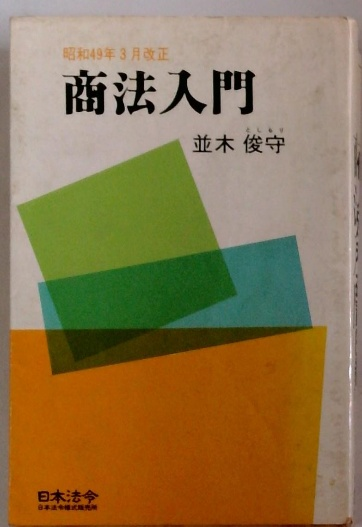 昭和49年3月改正
商法入門
としもり
並木 俊守
日本法令
日本法令様式販売所